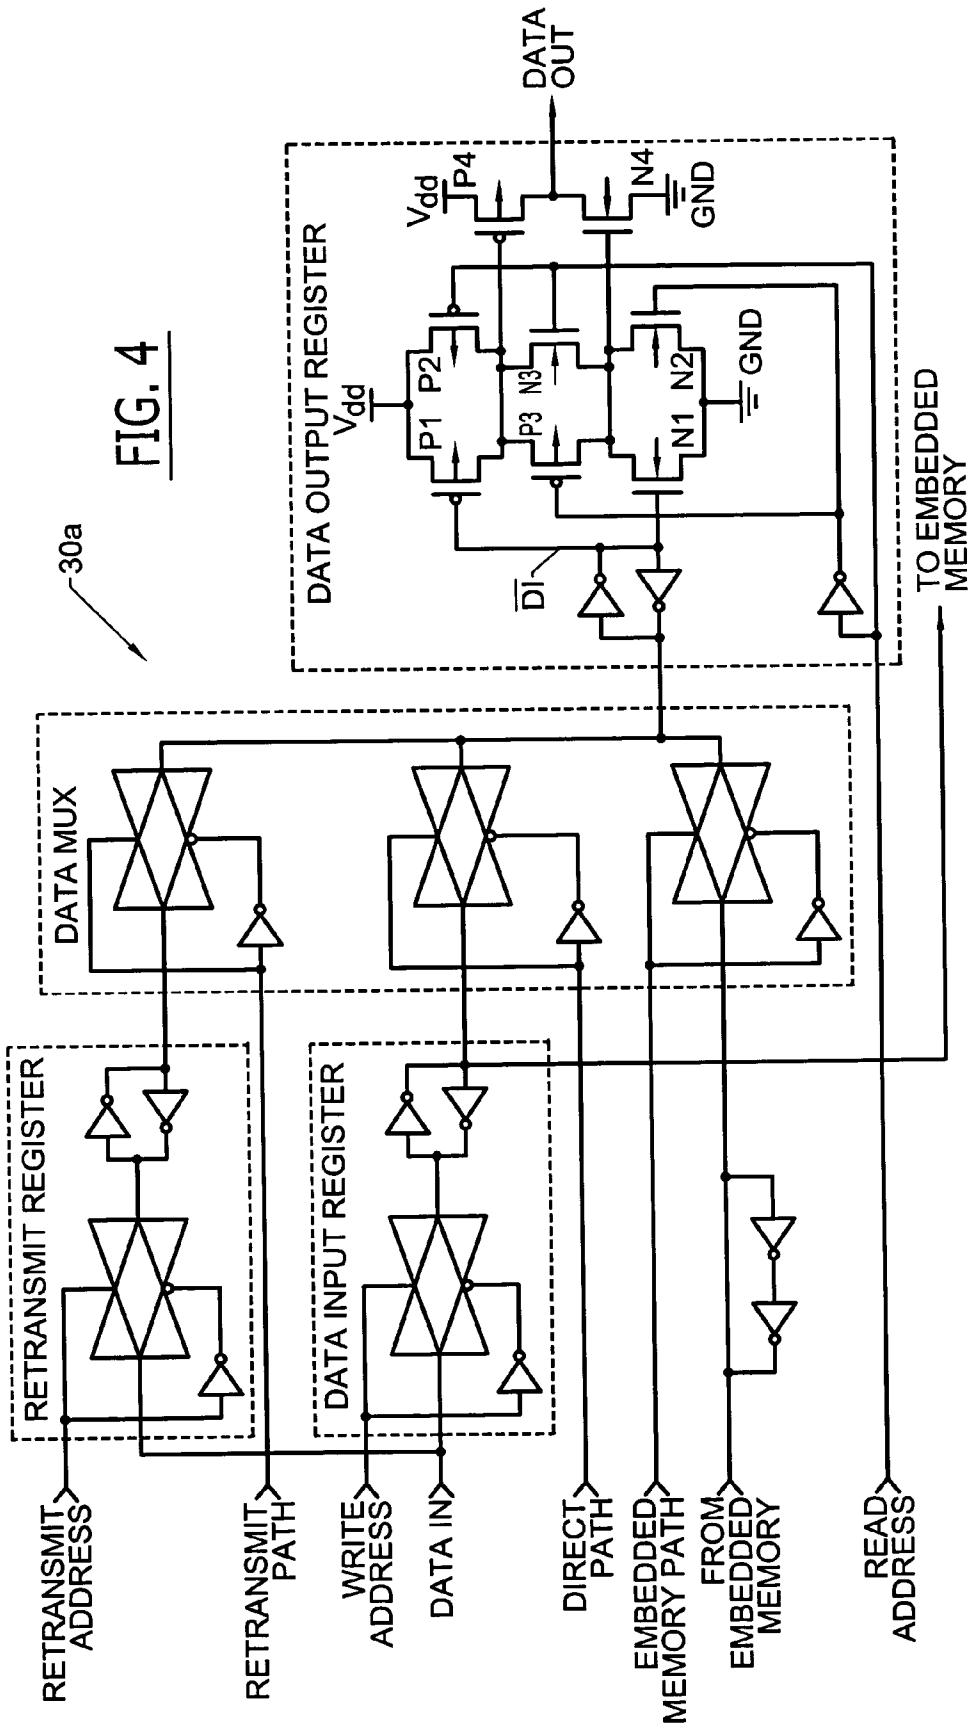 FIG. 4
30a
RETRANSMIT REGISTER
DATA MUX
DATA OUTPUT REGISTER
DATA INPUT REGISTER
RETRANSMIT
ADDRESS
RETRANSMIT
PATH
WRITE
ADDRESS
DATA IN
DIRECT
PATH
EMBEDDED
MEMORY PATH
FROM
EMBEDDED
MEMORY
READ
ADDRESS
Vdd
P1
P2
P3
N3
N1
N2
GND
DI
Vdd
P4
N4
GND
DATA
OUT
TO EMBEDDED
MEMORY